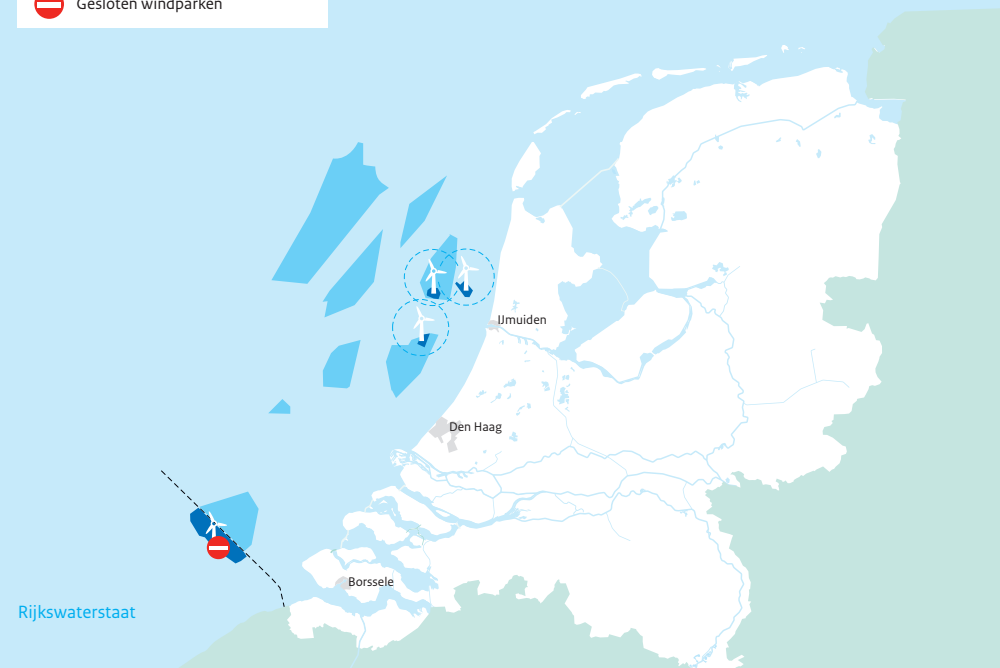 Gesloten windparken
IJmuiden
Den Haag
Borssele
Rijkswaterstaat